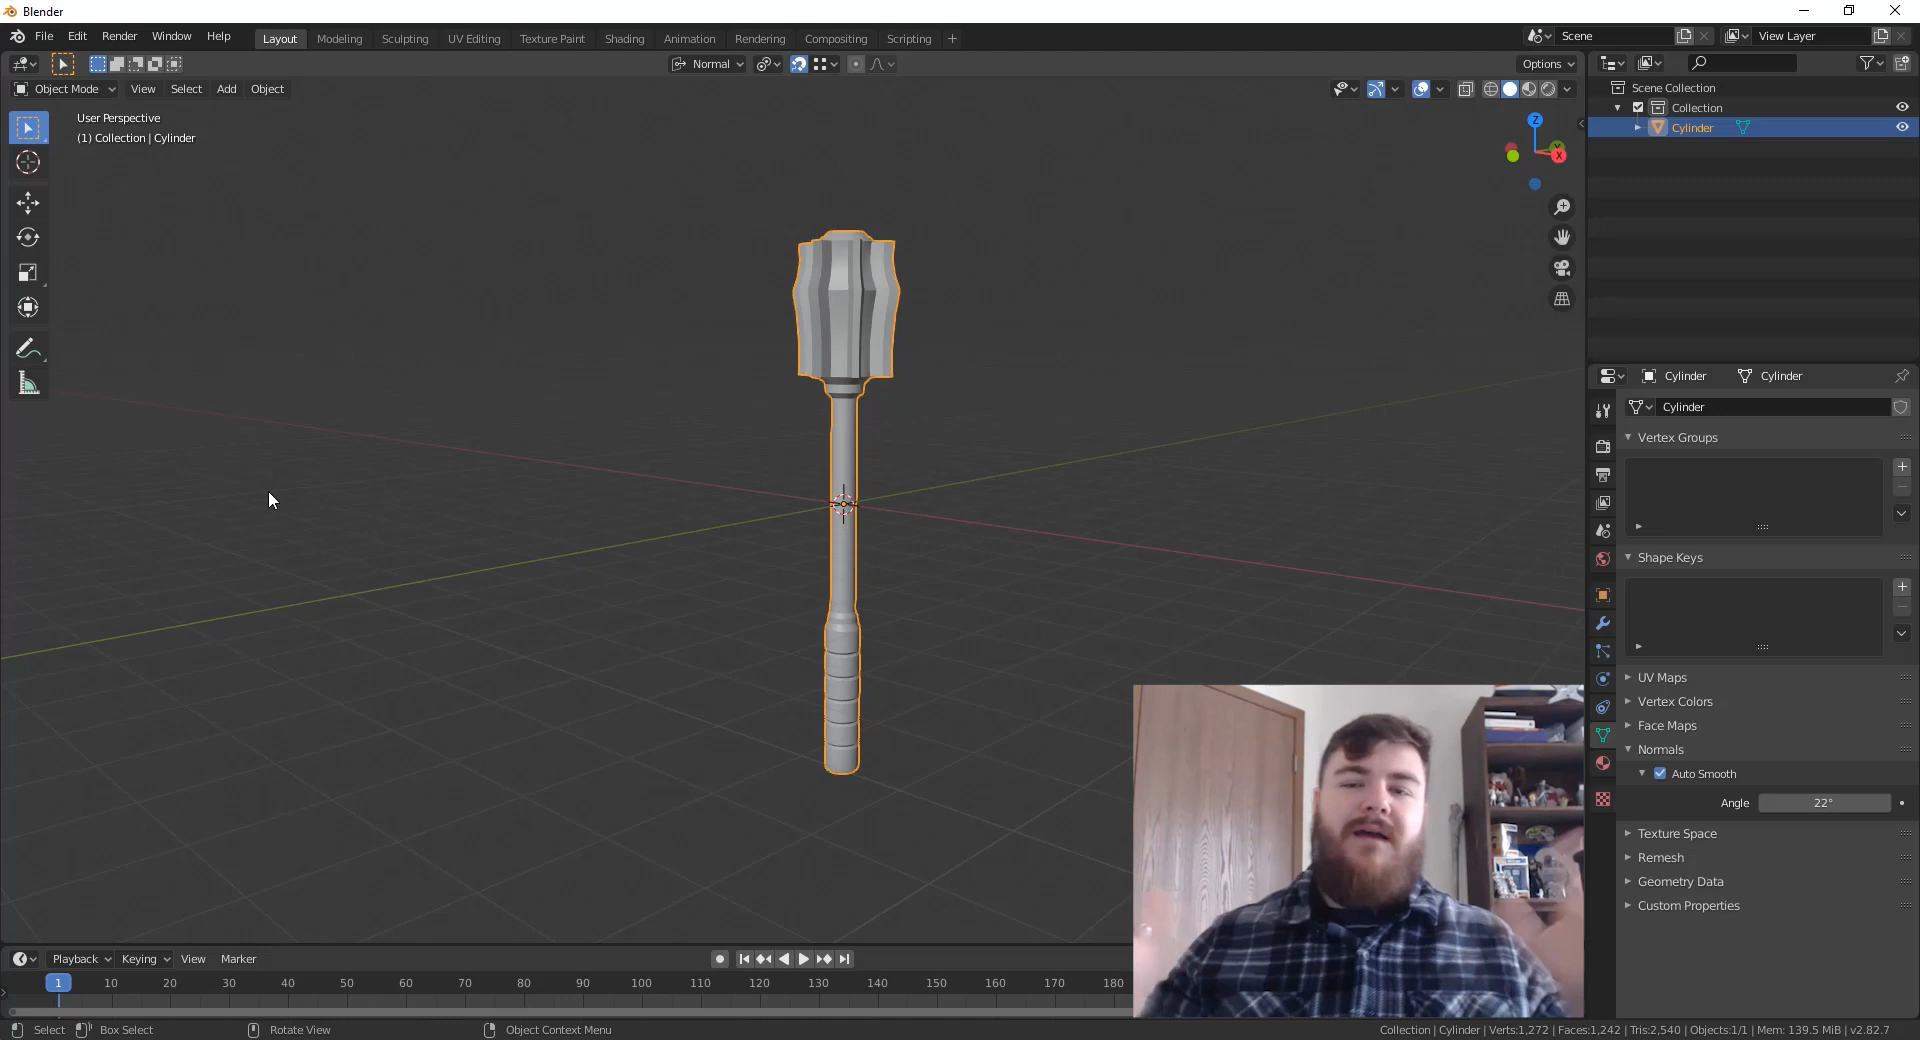 Blender
File Edit Render Window Help
Layout Modeling Sculpting UV Editing Texture Paint Shading Animation Rendering Compositing Scripting +
Scene
View Layer
Normal
Options
Object Mode View Select Add Object
User Perspective
(1) Collection | Cylinder
Z
Y
X
Scene Collection
Collection
Cylinder
Cylinder Cylinder
Cylinder
Vertex Groups
Shape Keys
UV Maps
Vertex Colors
Face Maps
Normals
Auto Smooth
Angle 22°
Texture Space
Remesh
Geometry Data
Custom Properties
Playback Keying View Marker
1 10 20 30 40 50 60 70 80 90 100 110 120 130 140 150 160 170 180
Select Box Select Rotate View Object Context Menu
Collection | Cylinder | Verts:1,272 | Faces:1,242 | Tris:2,540 | Objects:1/1 | Mem: 139.5 MiB | v2.82.7